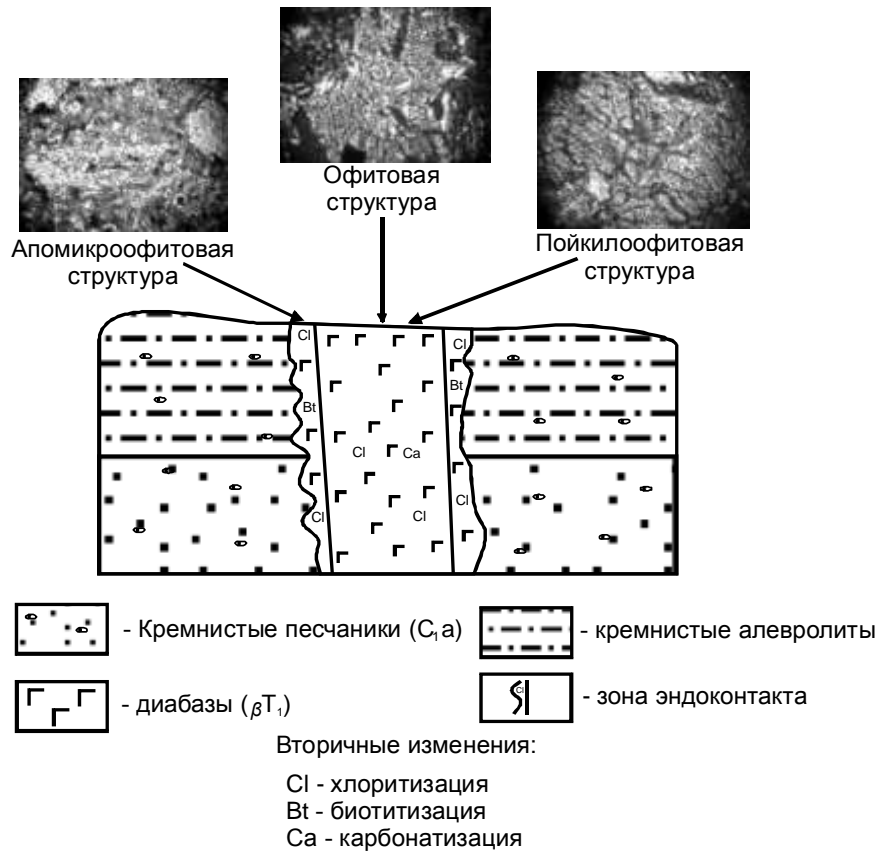 Офитовая
структура
Апомикроофитовая
структура
Пойкилоофитовая
структура
Cl
Cl
Bt
Bt
Cl
Ca
Cl
Cl
Cl
- Кремнистые песчаники (C₁a)
- кремнистые алевролиты
- диабазы (βT₁)
Cl
- зона эндоконтакта
Вторичные изменения:
Cl - хлоритизация
Bt - биотитизация
Ca - карбонатизация